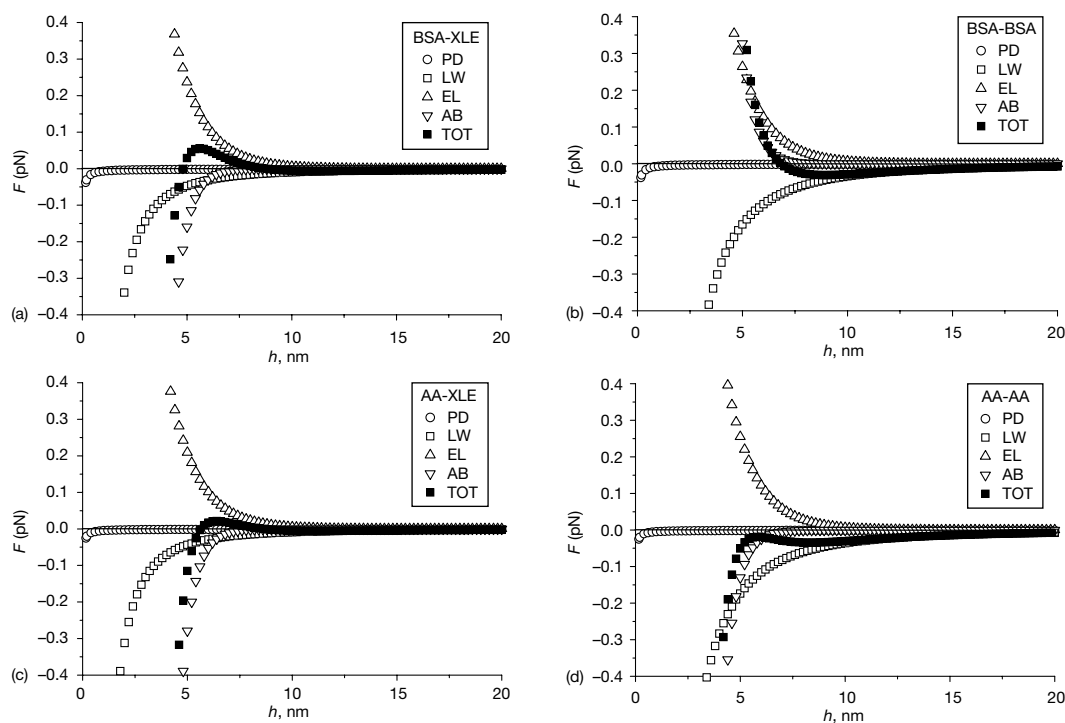 (a)
F (pN)
0.4
0.3
0.2
0.1
0.0
−0.1
−0.2
−0.3
−0.4
BSA-XLE
PD
LW
EL
AB
TOT
0 5 10 15 20
h, nm
(b)
F (pN)
0.4
0.3
0.2
0.1
0.0
−0.1
−0.2
−0.3
−0.4
BSA-BSA
PD
LW
EL
AB
TOT
0 5 10 15 20
h, nm
(c)
F (pN)
0.4
0.3
0.2
0.1
0.0
−0.1
−0.2
−0.3
−0.4
AA-XLE
PD
LW
EL
AB
TOT
0 5 10 15 20
h, nm
(d)
F (pN)
0.4
0.3
0.2
0.1
0.0
−0.1
−0.2
−0.3
−0.4
AA-AA
PD
LW
EL
AB
TOT
0 5 10 15 20
h, nm